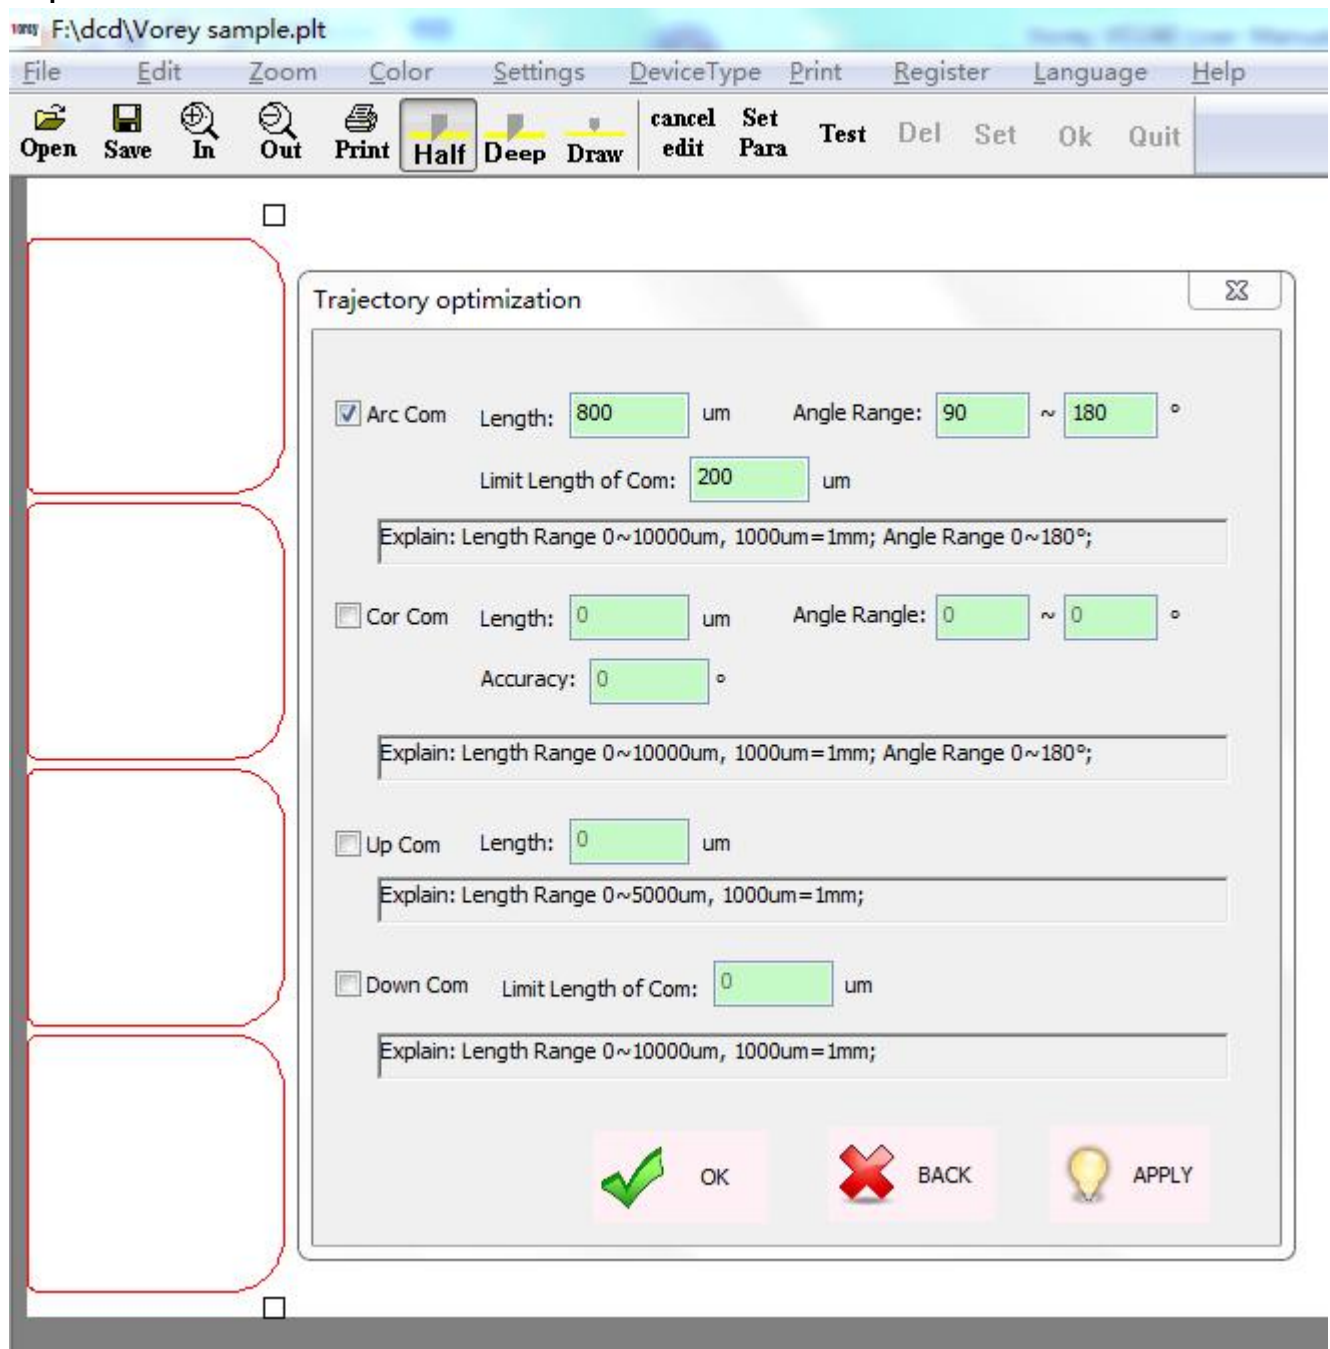 vorey F:\dcd\Vorey sample.plt
File Edit Zoom Color Settings DeviceType Print Register Language Help
Open Save In Out Print Half Deep Draw cancel edit Set Para Test Del Set Ok Quit
Trajectory optimization
Arc Com Length: 800 um Angle Range: 90 ~ 180 °
Limit Length of Com: 200 um
Explain: Length Range 0~10000um, 1000um=1mm; Angle Range 0~180°;
Cor Com Length: 0 um Angle Rangle: 0 ~ 0 °
Accuracy: 0 °
Explain: Length Range 0~10000um, 1000um=1mm; Angle Range 0~180°;
Up Com Length: 0 um
Explain: Length Range 0~5000um, 1000um=1mm;
Down Com Limit Length of Com: 0 um
Explain: Length Range 0~10000um, 1000um=1mm;
OK BACK APPLY